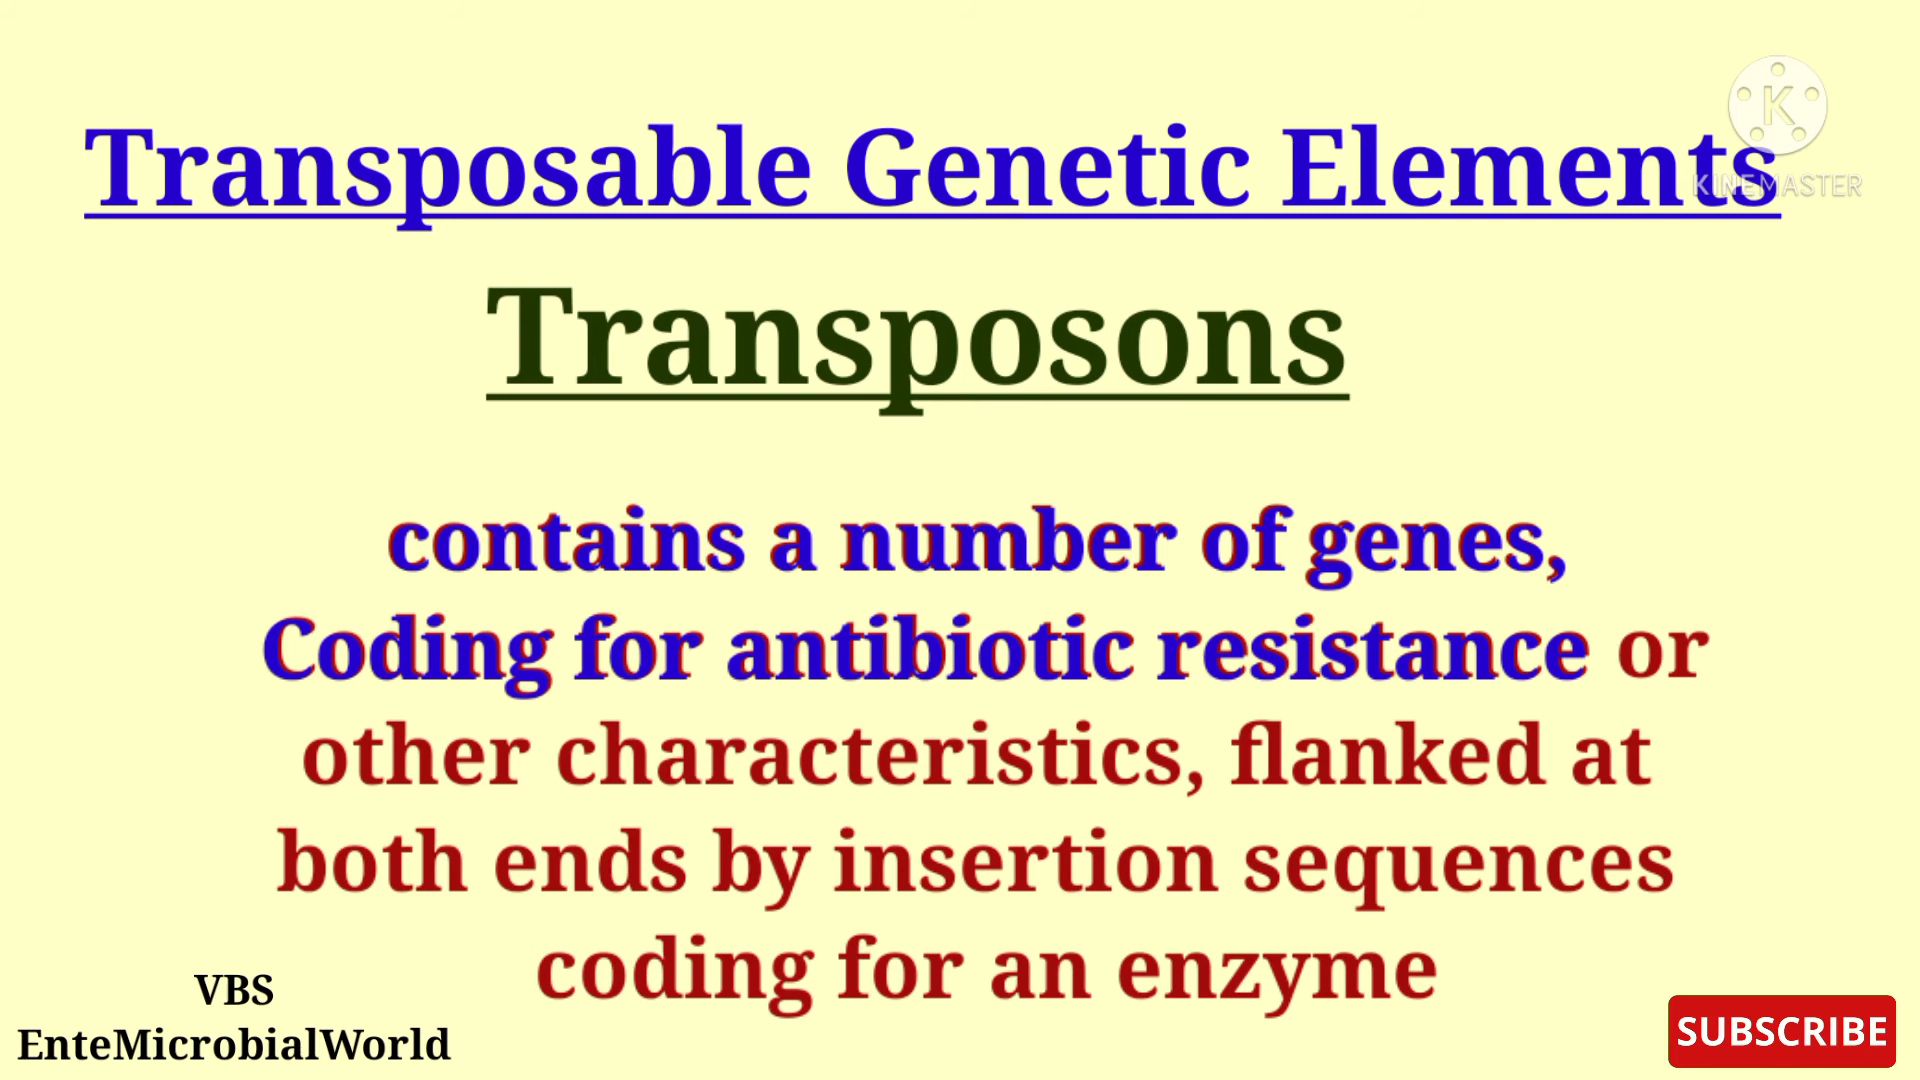 K
KINEMASTER
Transposable Genetic Elements
Transposons
contains a number of genes,
Coding for antibiotic resistance or
other characteristics, flanked at
both ends by insertion sequences
coding for an enzyme
VBS
EnteMicrobialWorld
SUBSCRIBE